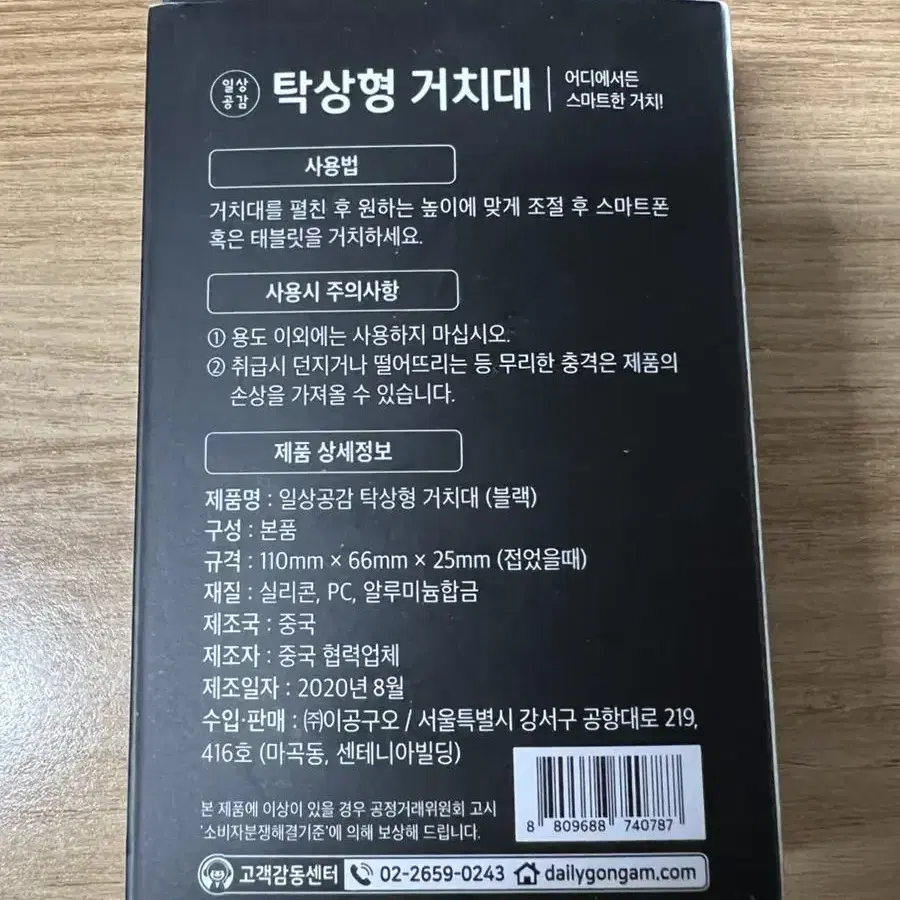 일상
공감
탁상형 거치대
어디에서든
스마트한 거치!
사용법
거치대를 펼친 후 원하는 높이에 맞게 조절 후 스마트폰
혹은 태블릿을 거치하세요.
사용시 주의사항
① 용도 이외에는 사용하지 마십시오.
② 취급시 던지거나 떨어뜨리는 등 무리한 충격은 제품의
손상을 가져올 수 있습니다.
제품 상세정보
제품명 : 일상공감 탁상형 거치대 (블랙)
구성 : 본품
규격 : 110mm × 66mm × 25mm (접었을때)
재질 : 실리콘, PC, 알루미늄합금
제조국 : 중국
제조자 : 중국 협력업체
제조일자 : 2020년 8월
수입·판매 : ㈜이공구오 / 서울특별시 강서구 공항대로 219,
416호 (마곡동, 센테니아빌딩)
본 제품에 이상이 있을 경우 공정거래위원회 고시
'소비자분쟁해결기준'에 의해 보상해 드립니다.
8 809688 740787
고객감동센터 02-2659-0243 dailygongam.com